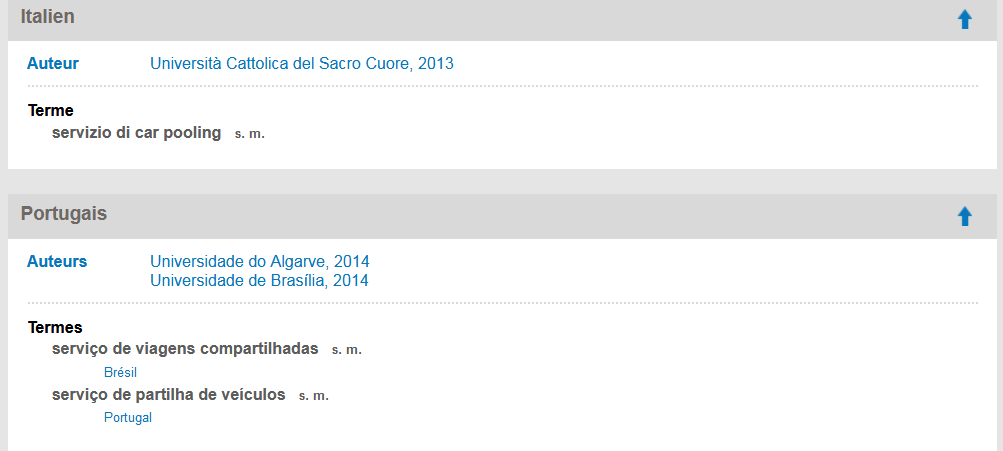 Italien
Auteur Università Cattolica del Sacro Cuore, 2013
Terme
servizio di car pooling s. m.
Portugais
Auteurs Universidade do Algarve, 2014
Universidade de Brasília, 2014
Termes
serviço de viagens compartilhadas s. m.
Brésil
serviço de partilha de veículos s. m.
Portugal